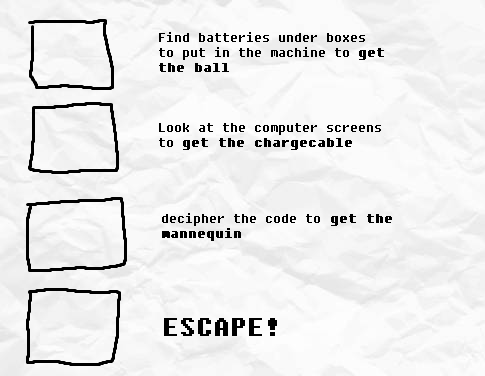 Find batteries under boxes
to put in the machine to get
the ball
Look at the computer screens
to get the chargecable
decipher the code to get the
mannequin
ESCAPE!